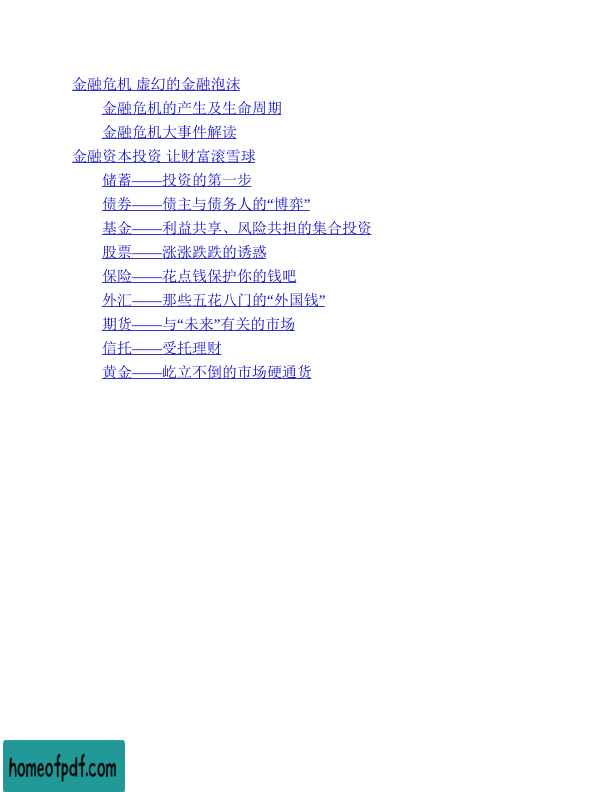 金融危机 虚幻的金融泡沫
金融危机的产生及生命周期
金融危机大事件解读
金融资本投资 让财富滚雪球
储蓄——投资的第一步
债券——债主与债务人的“博弈”
基金——利益共享、风险共担的集合投资
股票——涨涨跌跌的诱惑
保险——花点钱保护你的钱吧
外汇——那些五花八门的“外国钱”
期货——与“未来”有关的市场
信托——受托理财
黄金——屹立不倒的市场硬通货
homeofpdf.com